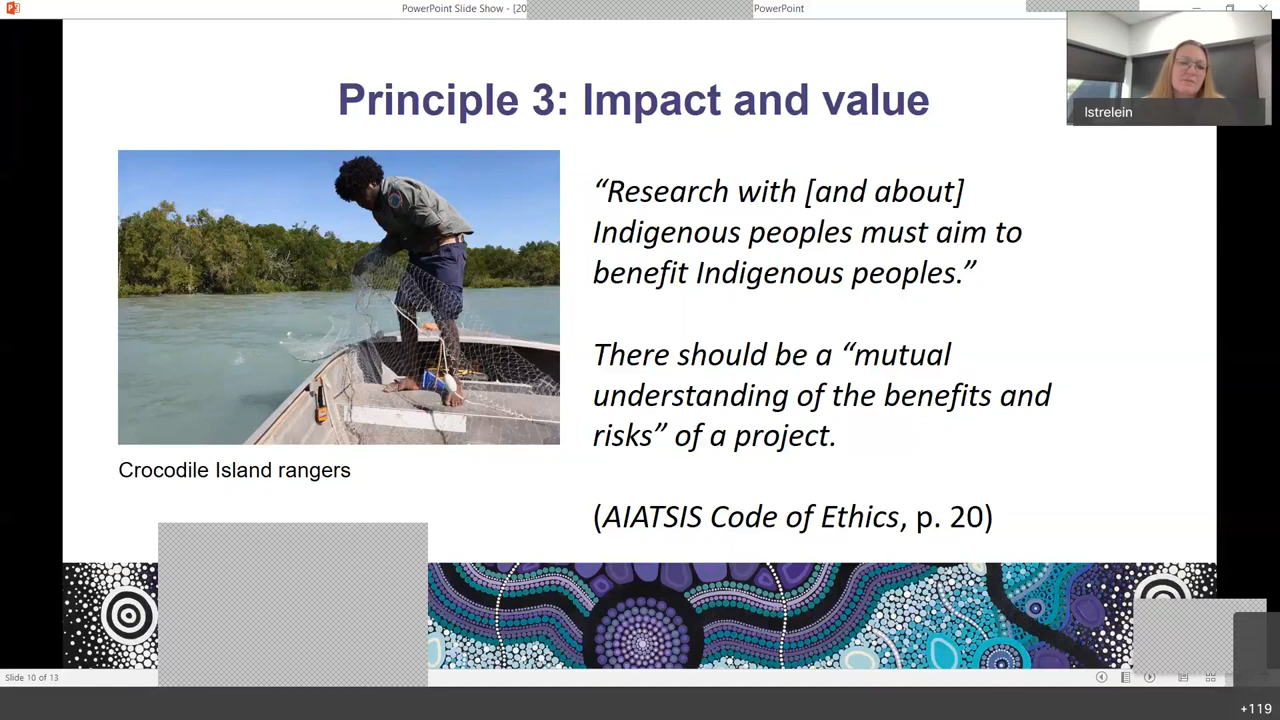 PowerPoint Slide Show - [20
PowerPoint
lstrelein
Principle 3: Impact and value
“Research with [and about]
Indigenous peoples must aim to
benefit Indigenous peoples.”
There should be a “mutual
understanding of the benefits and
risks” of a project.
(AIATSIS Code of Ethics, p. 20)
Crocodile Island rangers
Slide 10 of 13
+119